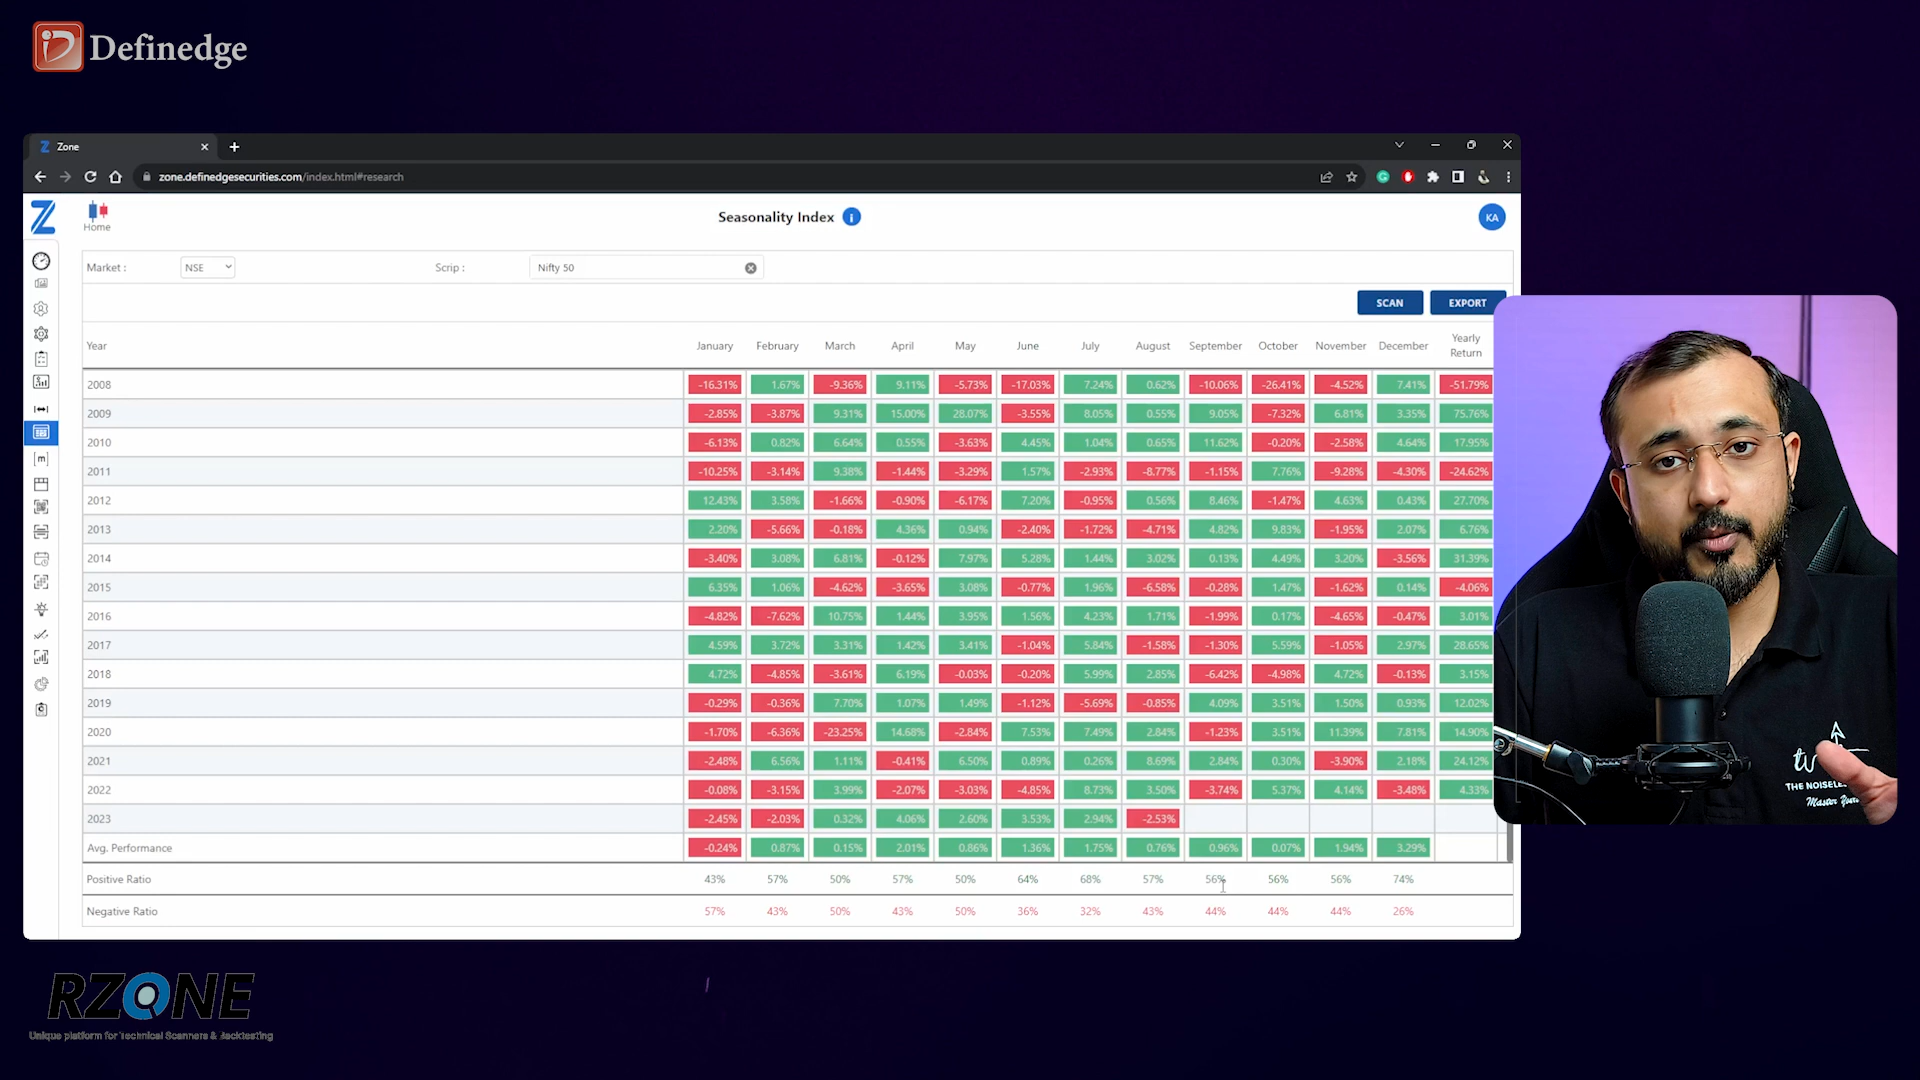 Definedge
Zone
zone.definedgesecurities.com/index.html#research
Home
Seasonality Index
KA
Market :
NSE
Scrip :
Nifty 50
SCAN
EXPORT
Year January February March April May June July August September October November December Yearly Return
2008 -16.31% 1.67% -9.36% 9.11% -5.73% -17.03% 7.24% 0.62% -10.06% -26.41% -4.52% 7.41% -51.79%
2009 -2.85% -3.87% 9.31% 15.00% 28.07% -3.55% 8.05% 0.55% 9.05% -7.32% 6.81% 3.35% 75.76%
2010 -6.13% 0.82% 6.64% 0.55% -3.63% 4.45% 1.04% 0.65% 11.62% -0.20% -2.58% 4.64% 17.95%
2011 -10.25% -3.14% 9.38% -1.44% -3.29% 1.57% -2.93% -8.77% -1.15% 7.76% -9.28% -4.30% -24.62%
2012 12.43% 3.58% -1.66% -0.90% -6.17% 7.20% -0.95% 0.56% 8.46% -1.47% 4.63% 0.43% 27.70%
2013 2.20% -5.66% -0.18% 4.36% 0.94% -2.40% -1.72% -4.71% 4.82% 9.83% -1.95% 2.07% 6.76%
2014 -3.40% 3.08% 6.81% -0.12% 7.97% 5.28% 1.44% 3.02% 0.13% 4.49% 3.20% -3.56% 31.39%
2015 6.35% 1.06% -4.62% -3.65% 3.08% -0.77% 1.96% -6.58% -0.28% 1.47% -1.62% 0.14% -4.06%
2016 -4.82% -7.62% 10.75% 1.44% 3.95% 1.56% 4.23% 1.71% -1.99% 0.17% -4.65% -0.47% 3.01%
2017 4.59% 3.72% 3.31% 1.42% 3.41% -1.04% 5.84% -1.58% -1.30% 5.59% -1.05% 2.97% 28.65%
2018 4.72% -4.85% -3.61% 6.19% -0.03% -0.20% 5.99% 2.85% -6.42% -4.98% 4.72% -0.13% 3.15%
2019 -0.29% -0.36% 7.70% 1.07% 1.49% -1.12% -5.69% -0.85% 4.09% 3.51% 1.50% 0.93% 12.02%
2020 -1.70% -6.36% -23.25% 14.68% -2.84% 7.53% 7.49% 2.84% -1.23% 3.51% 11.39% 7.81% 14.90%
2021 -2.48% 6.56% 1.11% -0.41% 6.50% 0.89% 0.26% 8.69% 2.84% 0.30% -3.90% 2.18% 24.12%
2022 -0.08% -3.15% 3.99% -2.07% -3.03% -4.85% 8.73% 3.50% -3.74% 5.37% 4.14% -3.48% 4.33%
2023 -2.45% -2.03% 0.32% 4.06% 2.60% 3.53% 2.94% -2.53%
Avg. Performance -0.24% 0.87% 0.15% 2.01% 0.86% 1.36% 1.75% 0.76% 0.96% 0.07% 1.94% 3.29%
Positive Ratio 43% 57% 50% 57% 50% 64% 68% 57% 56% 56% 56% 74%
Negative Ratio 57% 43% 50% 43% 50% 36% 32% 43% 44% 44% 44% 26%
THE
Master
RZONE
Unique platform for Technical Scanners & Backtesting